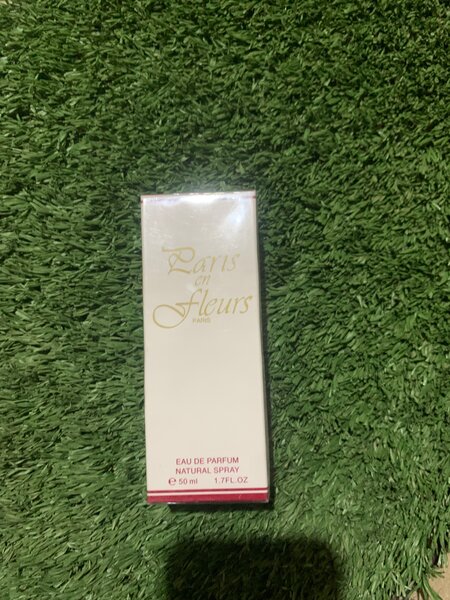 Paris
en
Fleurs
PARIS
EAU DE PARFUM
NATURAL SPRAY
℮ 50 ml 1.7FL.OZ